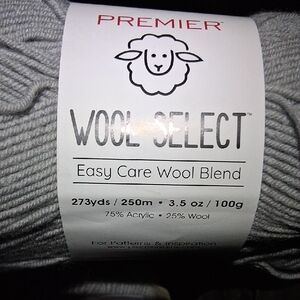 PREMIER®
WOOL SELECT™
Easy Care Wool Blend
273yds / 250m • 3.5 oz / 100g
75% Acrylic • 25% Wool
For Patterns & Inspiration